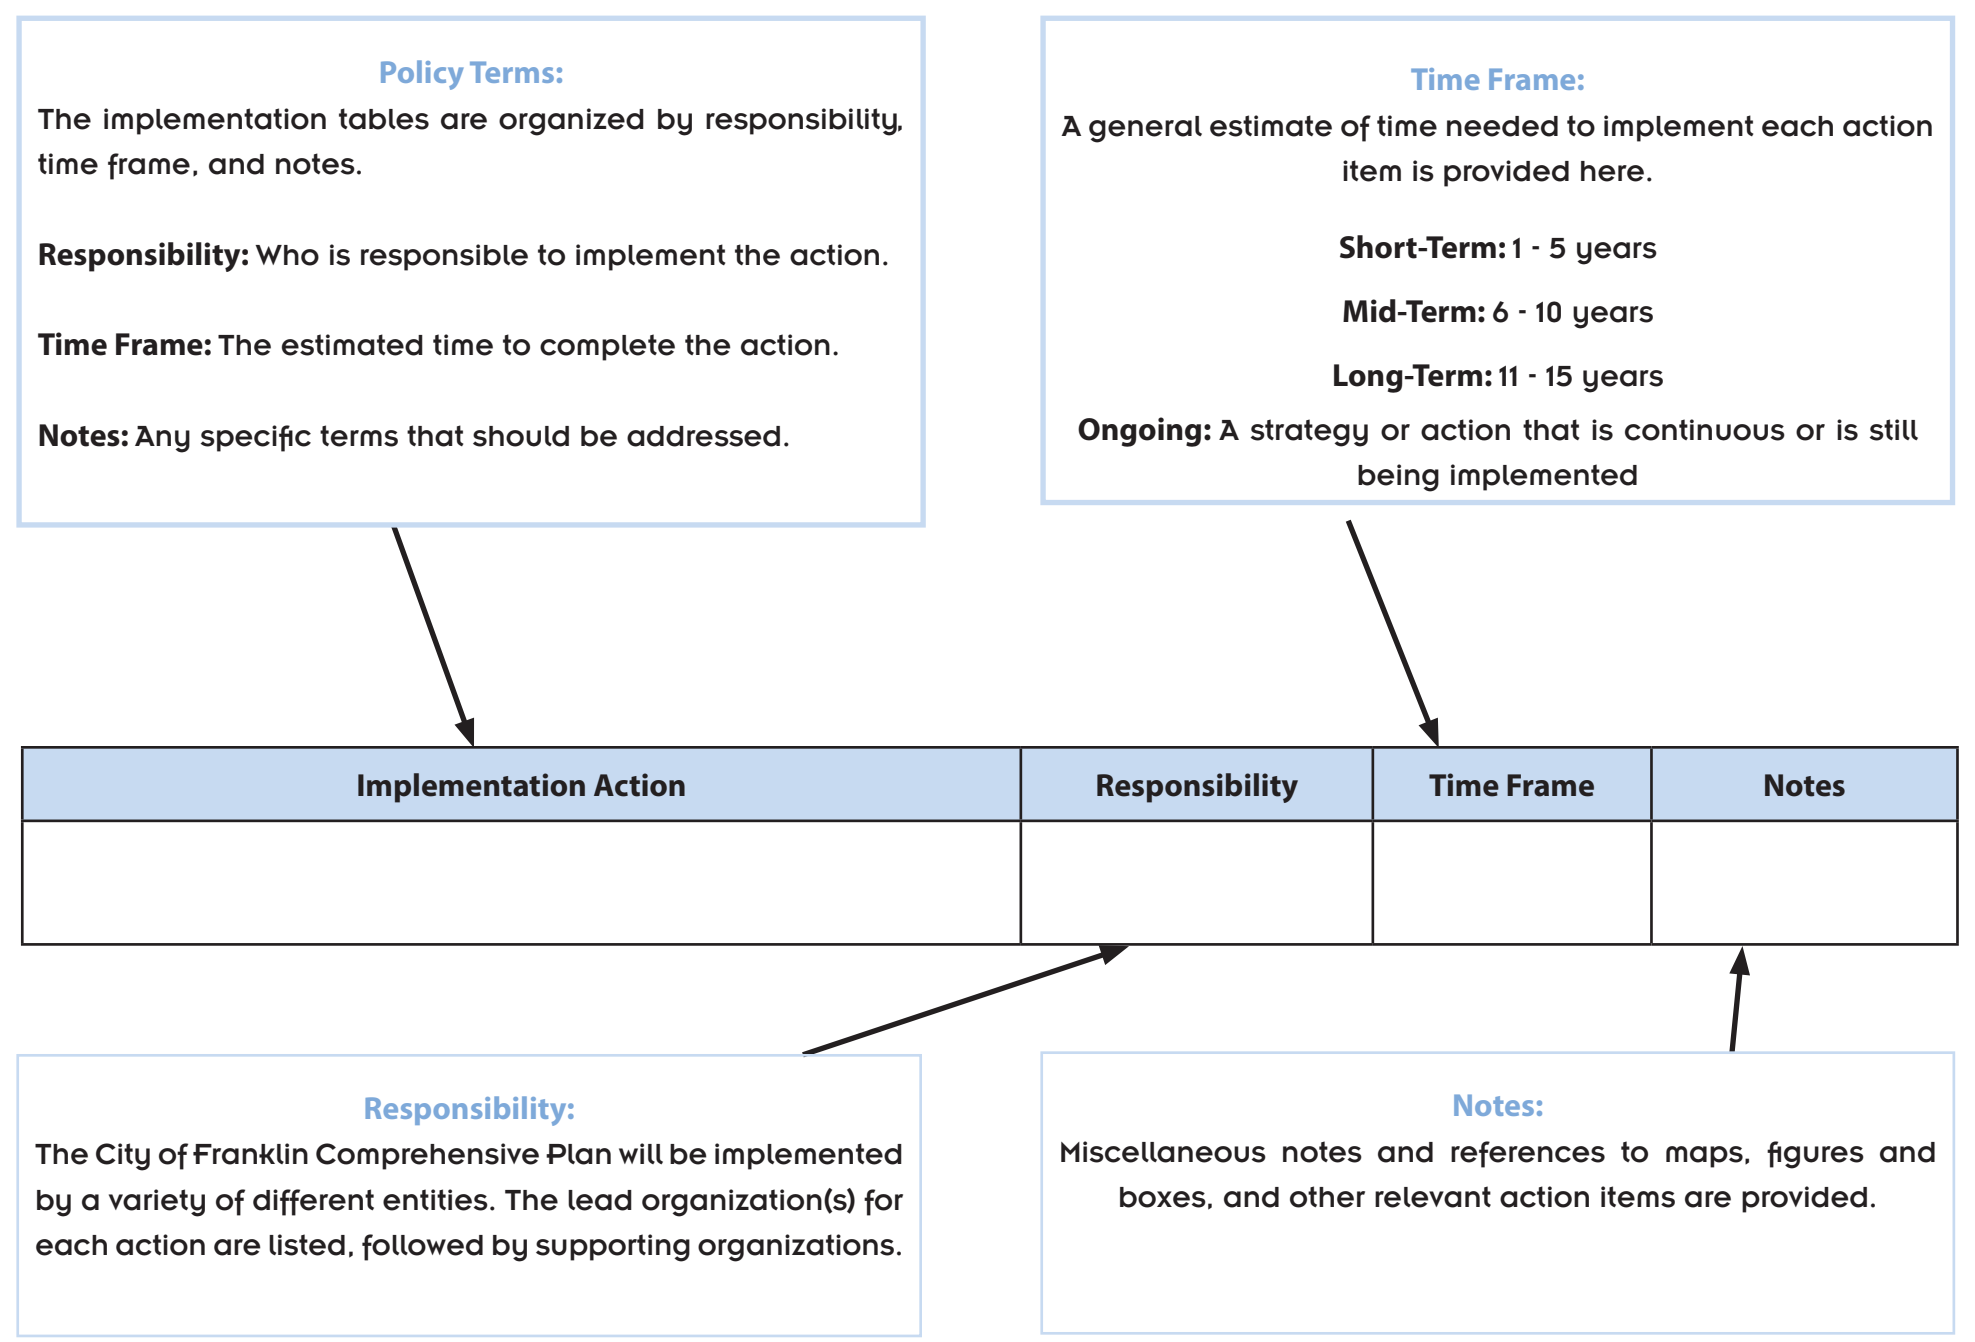 Policy Terms:
The implementation tables are organized by responsibility,
time frame, and notes.
Responsibility: Who is responsible to implement the action.
Time Frame: The estimated time to complete the action.
Notes: Any specific terms that should be addressed.
Time Frame:
A general estimate of time needed to implement each action
item is provided here.
Short-Term: 1 - 5 years
Mid-Term: 6 - 10 years
Long-Term: 11 - 15 years
Ongoing: A strategy or action that is continuous or is still
being implemented
Implementation Action
Responsibility
Time Frame
Notes
Responsibility:
The City of Franklin Comprehensive Plan will be implemented
by a variety of different entities. The lead organization(s) for
each action are listed, followed by supporting organizations.
Notes:
Miscellaneous notes and references to maps, figures and
boxes, and other relevant action items are provided.